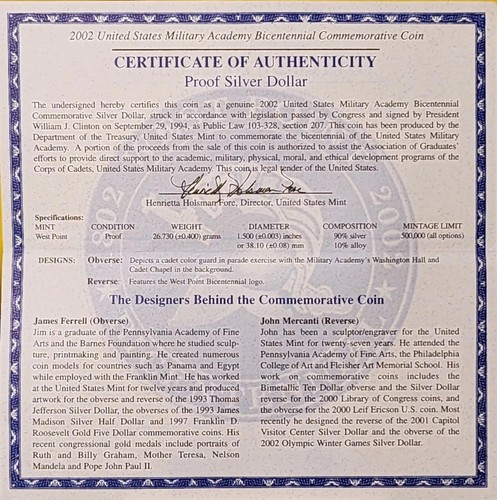 2002 United States Military Academy Bicentennial Commemorative Coin
CERTIFICATE OF AUTHENTICITY
Proof Silver Dollar
The undersigned hereby certifies this coin as a genuine 2002 United States Military Academy Bicentennial
Commemorative Silver Dollar, struck in accordance with legislation passed by Congress and signed by President
William J. Clinton on September 29, 1994, as Public Law 103-328, section 207. This coin has been produced by the
Department of the Treasury, United States Mint to commemorate the bicentennial of the United States Military
Academy. A portion of the proceeds from the sale of this coin is authorized to assist the Association of Graduates'
efforts to provide direct support to the academic, military, physical, moral, and ethical development programs of the
Corps of Cadets, United States Military Academy. This coin is legal tender of the United States.
Henrietta Holsman Fore, Director, United States Mint
Specifications:
MINT CONDITION WEIGHT DIAMETER COMPOSITION MINTAGE LIMIT
West Point Proof 26.730 (±0.400) grams 1.500 (±0.003) inches 90% silver 500,000 (all options)
or 38.10 (±0.08) mm 10% alloy
DESIGNS: Obverse: Depicts a cadet color guard in parade exercise with the Military Academy's Washington Hall and
Cadet Chapel in the background.
Reverse: Features the West Point Bicentennial logo.
The Designers Behind the Commemorative Coin
James Ferrell (Obverse)
Jim is a graduate of the Pennsylvania Academy of Fine
Arts and the Barnes Foundation where he studied sculp-
ture, printmaking and painting. He created numerous
coin models for countries such as Panama and Egypt
while employed with the Franklin Mint. He has worked
at the United States Mint for twelve years and produced
artwork for the obverse and reverse of the 1993 Thomas
Jefferson Silver Dollar, the obverses of the 1993 James
Madison Silver Half Dollar and 1997 Franklin D.
Roosevelt Gold Five Dollar commemorative coins. His
recent congressional gold medals include portraits of
Ruth and Billy Graham, Mother Teresa, Nelson
Mandela and Pope John Paul II.
John Mercanti (Reverse)
John has been a sculptor/engraver for the United
States Mint for twenty-seven years. He attended the
Pennsylvania Academy of Fine Arts, the Philadelphia
College of Art and Fleisher Art Memorial School. His
work on commemorative coins includes the
Bimetallic Ten Dollar obverse and the Silver Dollar
reverse for the 2000 Library of Congress coins, and
the obverse for the 2000 Leif Ericson U.S. coin. Most
recently he designed the reverse of the 2001 Capitol
Visitor Center Silver Dollar and the obverse of the
2002 Olympic Winter Games Silver Dollar.